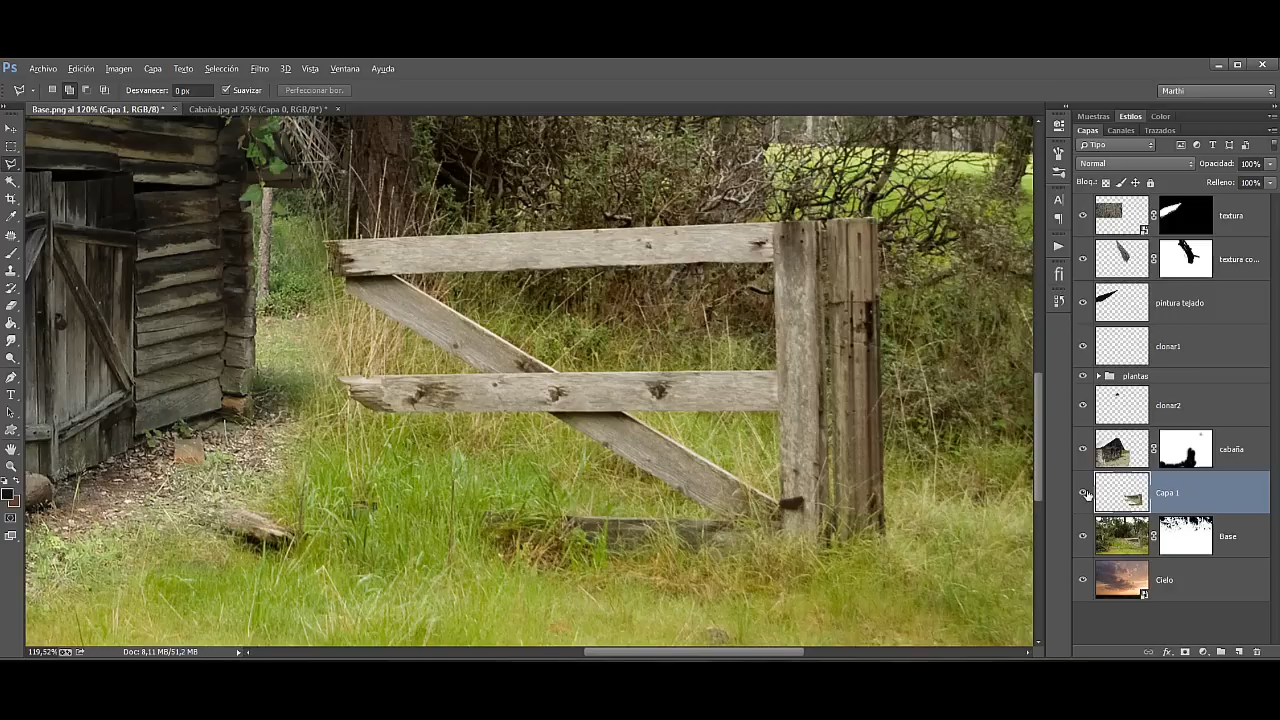 Ps Archivo Edición Imagen Capa Texto Selección Filtro 3D Vista Ventana Ayuda
Desvanecer: 0 px Suavizar Perfeccionar bor. Marthi
Base.png al 120% (Capa 1, RGB/8) * × Cabaña.jpg al 25% (Capa 0, RGB/8*) * ×
Muestras Estilos Color
Capas Canales Trazados
Tipo
Normal Opacidad: 100%
Bloq.: Relleno: 100%
textura
textura co...
pintura tejado
clonar1
plantas
clonar2
cabaña
Capa 1
Base
Cielo
119,52% Doc: 8,11 MB/51,2 MB